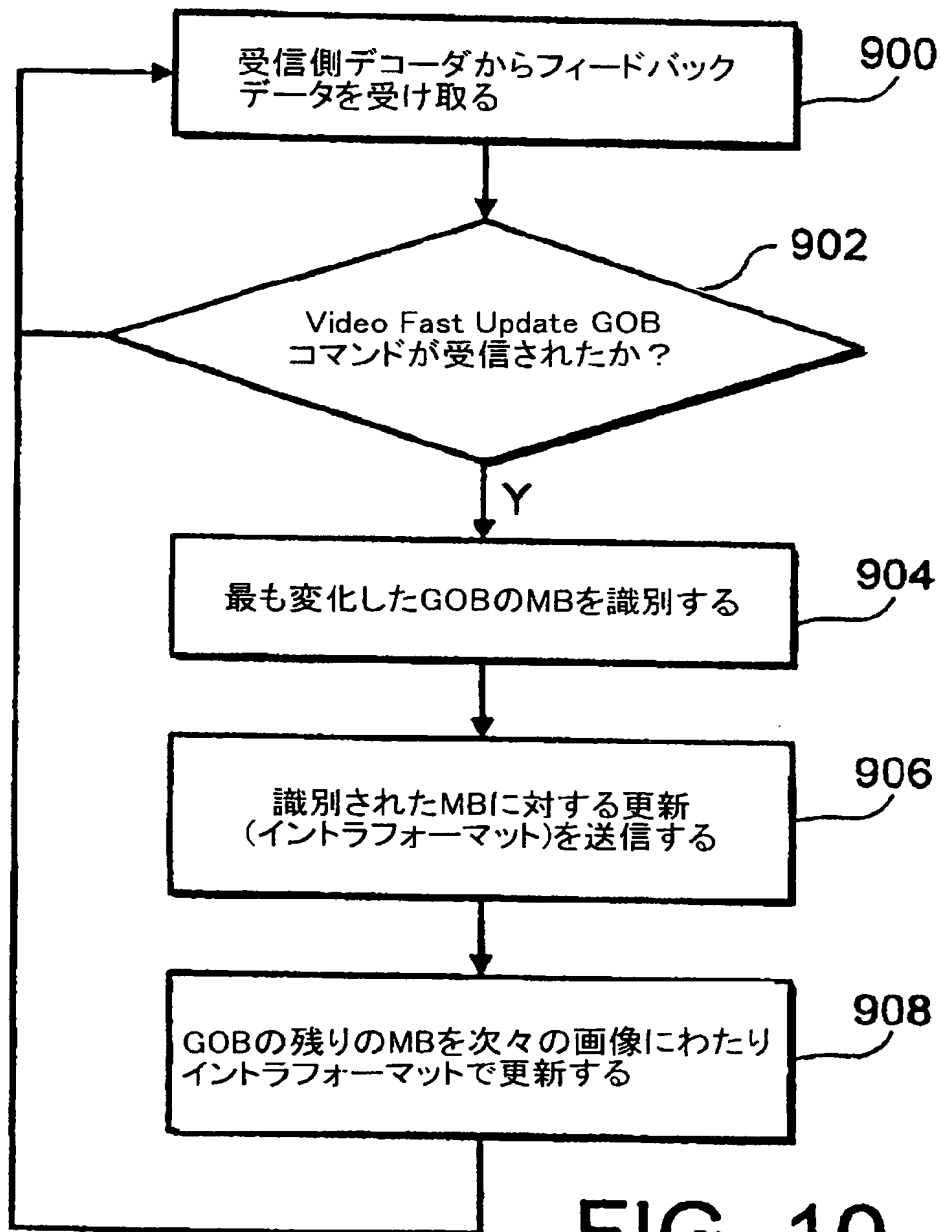 受信側デコーダからフィードバック
データを受け取る
900
902
Video Fast Update GOB
コマンドが受信されたか？
Y
最も変化したGOBのMBを識別する
904
識別されたMBに対する更新
(イントラフォーマット)を送信する
906
GOBの残りのMBを次々の画像にわたり
イントラフォーマットで更新する
908
FIG. 10